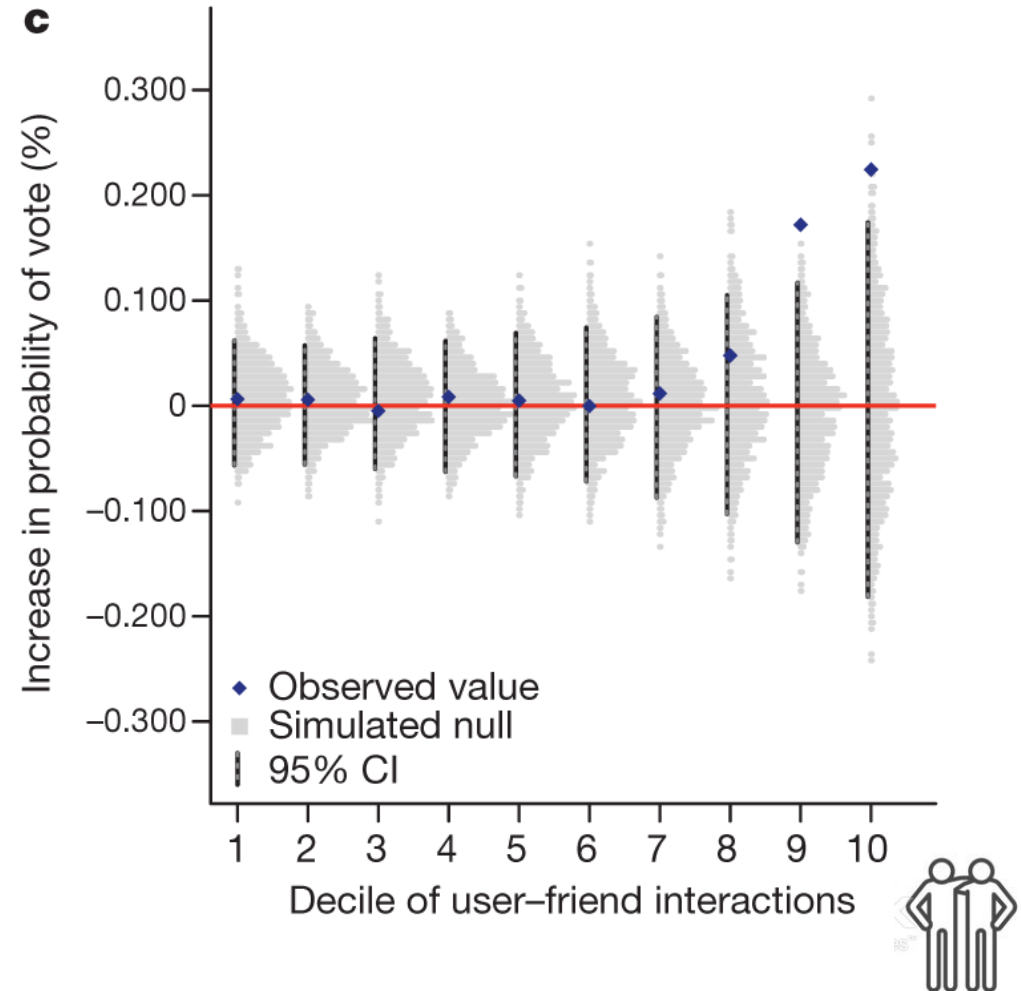 c
Increase in probability of vote (%)
0.300
0.200
0.100
0
–0.100
–0.200
–0.300
Observed value
Simulated null
95% CI
1 2 3 4 5 6 7 8 9 10
Decile of user–friend interactions